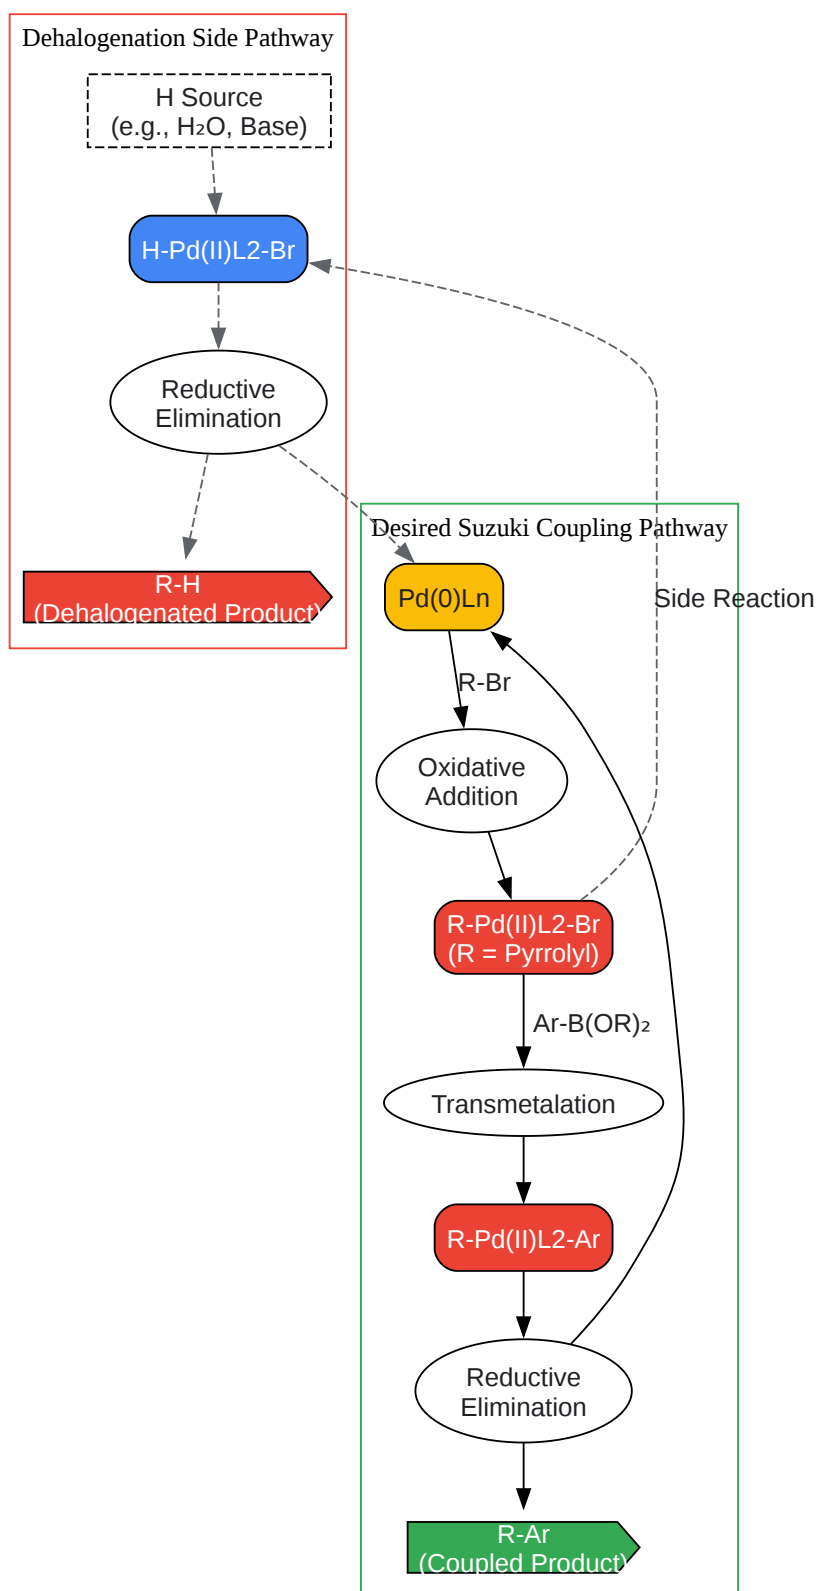 Dehalogenation Side Pathway
H Source
(e.g., H₂O, Base)
H-Pd(II)L2-Br
Reductive
Elimination
R-H
(Dehalogenated Product)
Desired Suzuki Coupling Pathway
Pd(0)Ln
Side Reaction
R-Br
Oxidative
Addition
R-Pd(II)L2-Br
(R = Pyrrolyl)
Ar-B(OR)₂
Transmetalation
R-Pd(II)L2-Ar
Reductive
Elimination
R-Ar
(Coupled Product)